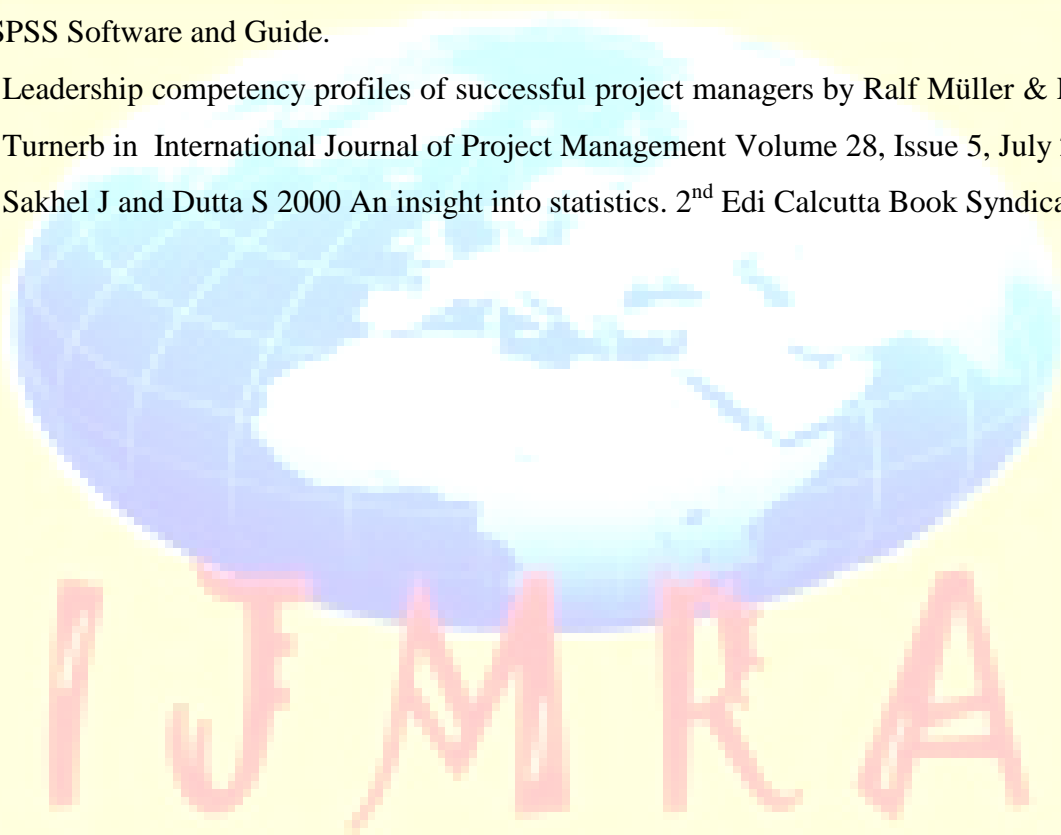 SPSS Software and Guide.
Leadership competency profiles of successful project managers by Ralf Müller &
Turnerb in International Journal of Project Management Volume 28, Issue 5, July
Sakhel J and Dutta S 2000 An insight into statistics. 2nd Edi Calcutta Book
IJMRA